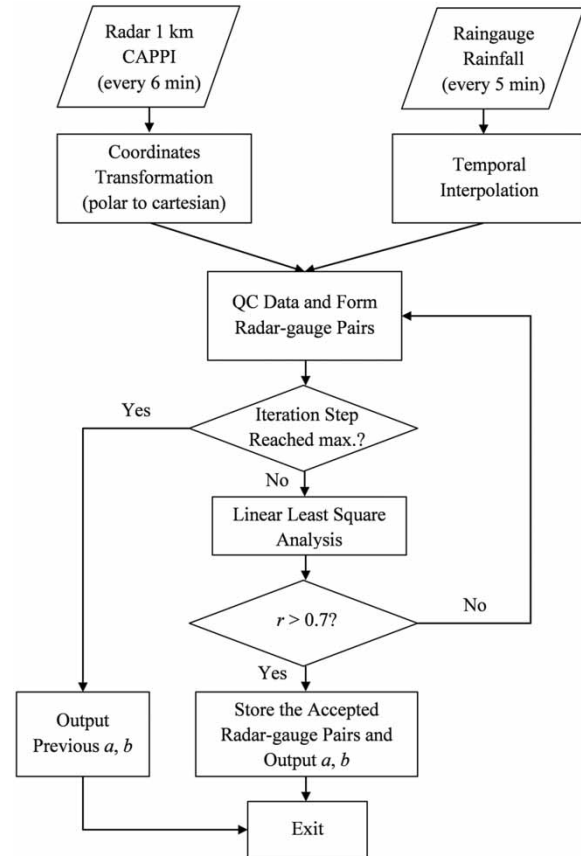 Radar 1 km
CAPPI
(every 6 min)
Raingauge
Rainfall
(every 5 min)
Coordinates
Transformation
(polar to cartesian)
Temporal
Interpolation
QC Data and Form
Radar-gauge Pairs
Yes
Iteration Step
Reached max.?
No
Linear Least Square
Analysis
r > 0.7?
No
Yes
Output
Previous a, b
Store the Accepted
Radar-gauge Pairs and
Output a, b
Exit